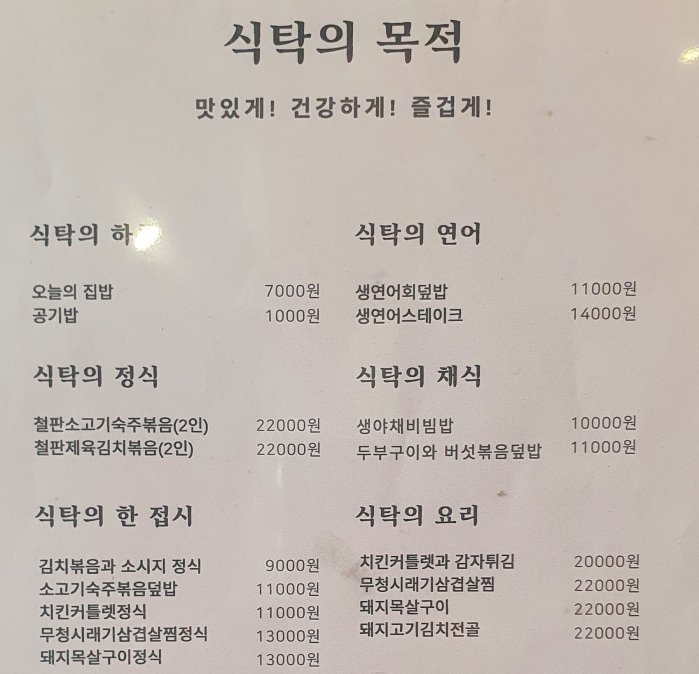 식탁의 목적
맛있게! 건강하게! 즐겁게!
식탁의
오늘의 집밥 7000원
공기밥 1000원
식탁의 연어
생연어회덮밥 11000원
생연어스테이크 14000원
식탁의 정식
철판소고기숙주볶음(2인) 22000원
철판제육김치볶음(2인) 22000원
식탁의 채식
생야채비빔밥 10000원
두부구이와 버섯볶음덮밥 11000원
식탁의 한 접시
김치볶음과 소시지 정식 9000원
소고기숙주볶음덮밥 11000원
치킨커틀렛정식 11000원
무청시래기삼겹살찜정식 13000원
돼지목살구이정식 13000원
식탁의 요리
치킨커틀렛과 감자튀김 20000원
무청시래기삼겹살찜 22000원
돼지목살구이 22000원
돼지고기김치전골 22000원